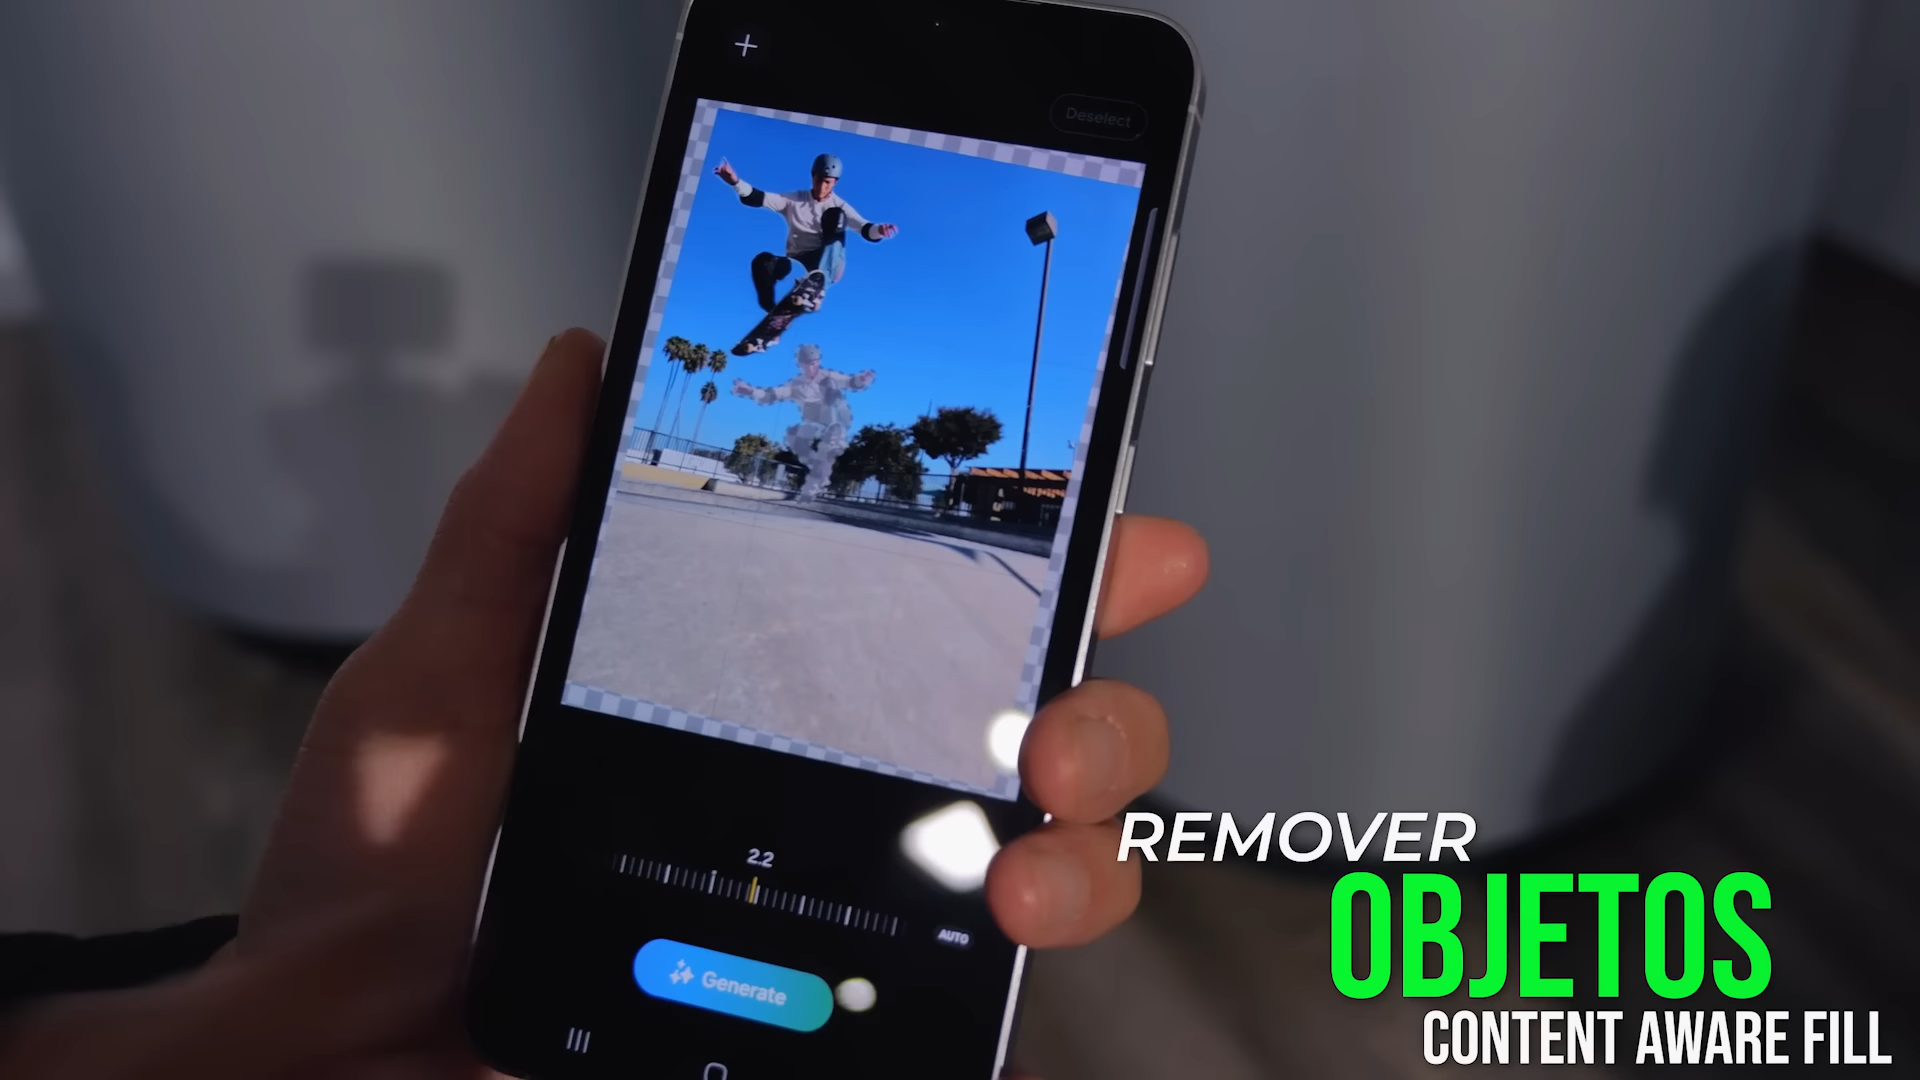 Deselect
2.2
AUTO
Generate
REMOVER
OBJETOS
CONTENT AWARE FILL